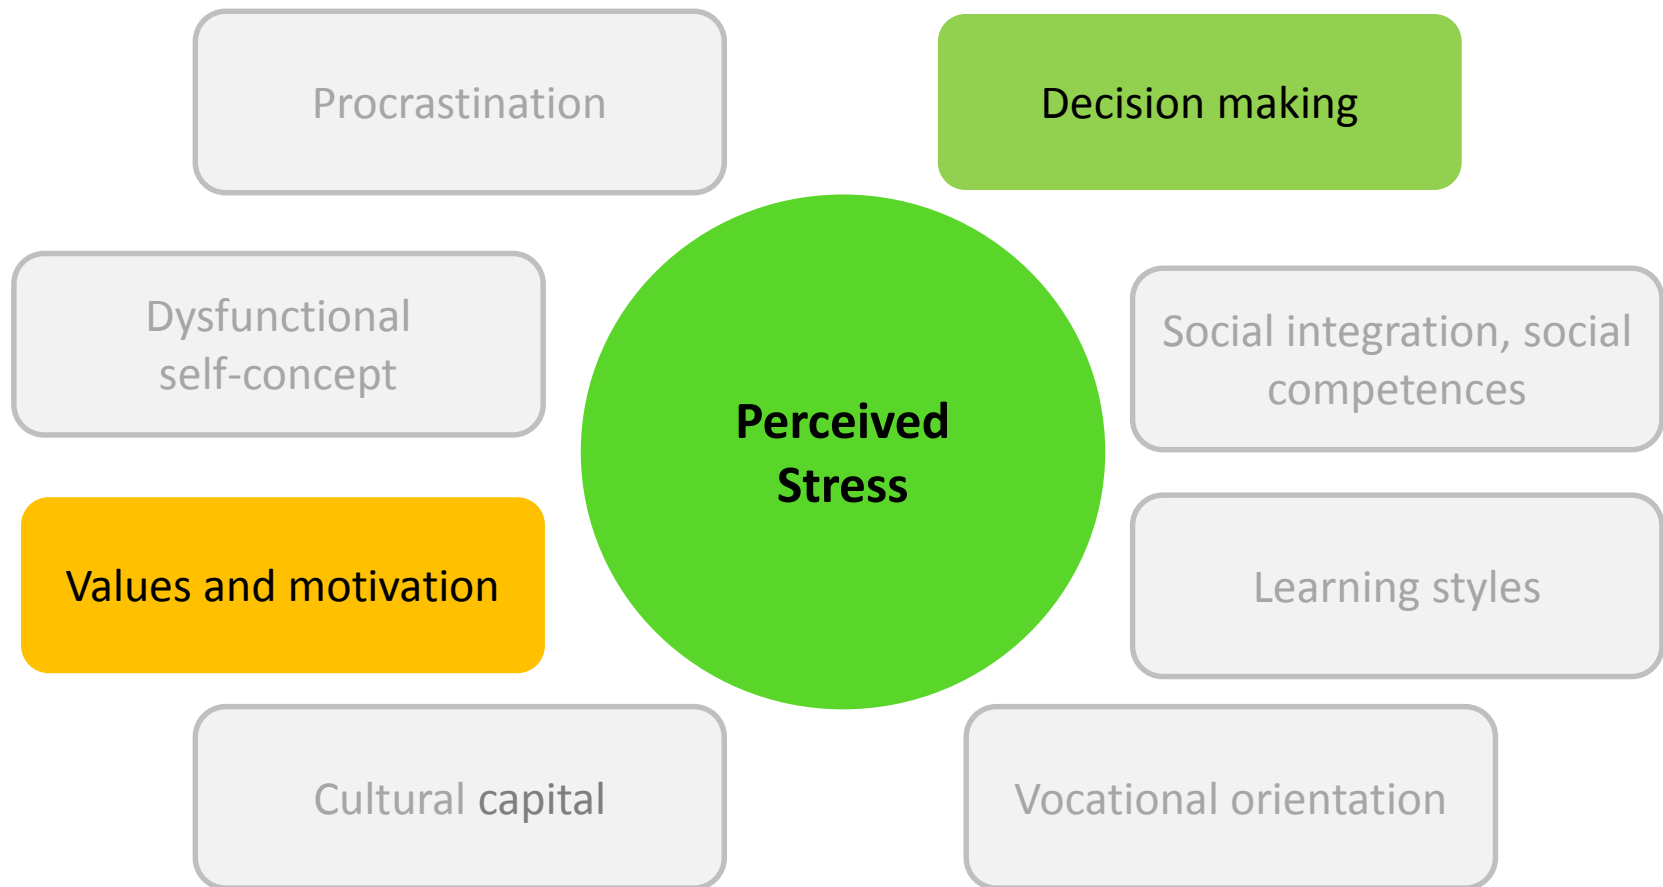 Procrastination
Decision making
Dysfunctional
self-concept
Social integration, social
competences
Perceived
Stress
Values and motivation
Learning styles
Cultural capital
Vocational orientation